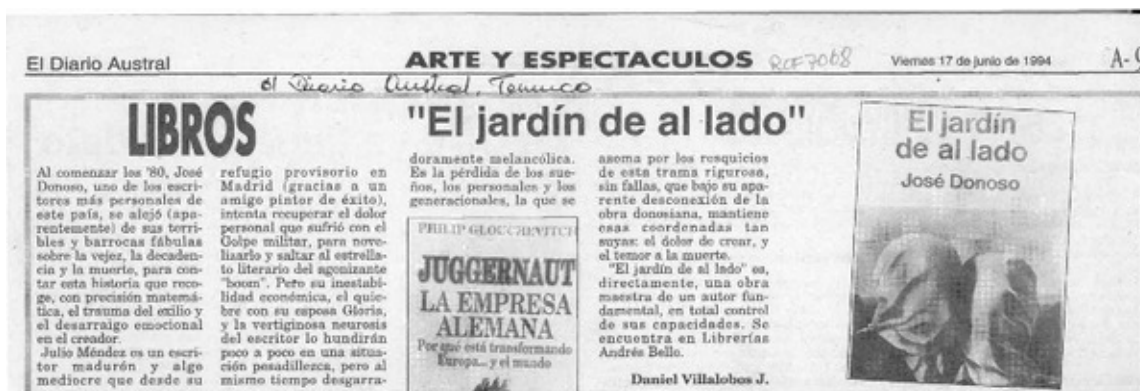 El Diario Austral
ARTE Y ESPECTACULOS
RCF7068
Viernes 17 de junio de 1994
A-9
el Diario Austral, Temuco
LIBROS
"El jardín de al lado"
Al comenzar los '80, José
Donoso, uno de los escri-
tores más personales de
este país, se alejó (apa-
rentemente) de sus terri-
bles y barrocas fábulas
sobre la vejez, la decaden-
cia y la muerte, para con-
tar esta historia que reco-
ge, con precisión matemá-
tica, el trauma del exilio y
el desarraigo emocional
en el creador.
Julio Méndez es un escri-
tor madurón y algo
mediocre que desde su
refugio provisorio en
Madrid (gracias a un
amigo pintor de éxito),
intenta recuperar el dolor
personal que sufrió con el
Golpe militar, para nove-
lizarlo y saltar al estrella-
to literario del agonizante
"boom". Pero su inestabi-
lidad económica, el quie-
bre con su esposa Gloria,
y la vertiginosa neurosis
del escritor lo hundirán
poco a poco en una situa-
ción pesadillezca, pero al
mismo tiempo desgarra-
doramente melancólica.
Es la pérdida de los sue-
ños, los personales y los
generacionales, la que se
PHILIP GLOUCHEVITCH
JUGGERNAUT
LA EMPRESA
ALEMANA
Por qué está transformando
Europa... y el mundo
asoma por los resquicios
de esta trama rigurosa,
sin fallas, que bajo su apa-
rente desconexión de la
obra donosiana, mantiene
esas coordenadas tan
suyas: el dolor de crear, y
el temor a la muerte.
"El jardín de al lado" es,
directamente, una obra
maestra de un autor fun-
damental, en total control
de sus capacidades. Se
encuentra en Librerías
Andrés Bello.
Daniel Villalobos J.
El jardín
de al lado
José Donoso